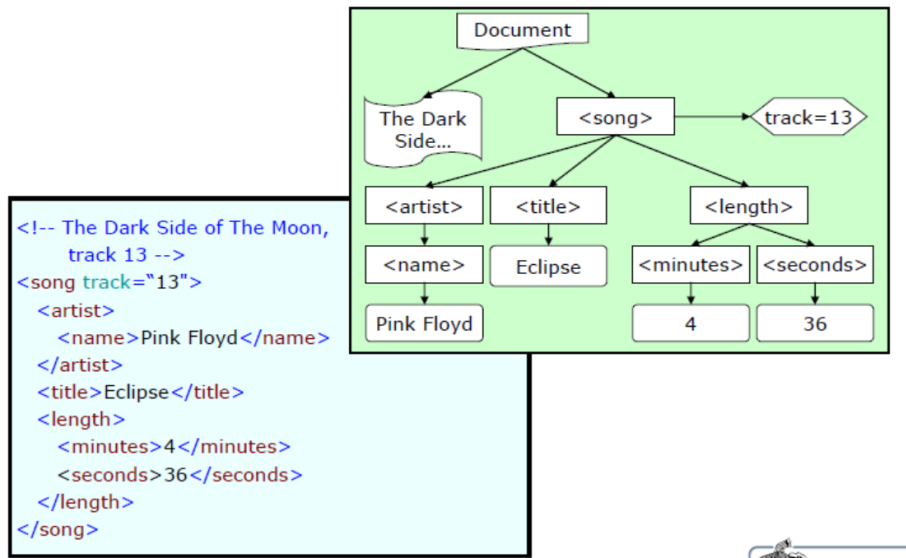 Document
The Dark
Side...
<song>
track=13
<artist>
<title>
<length>
<name>
Eclipse
<minutes>
<seconds>
Pink Floyd
4
36
<!-- The Dark Side of The Moon,
track 13 -->
<song track=“13">
<artist>
<name>Pink Floyd</name>
</artist>
<title>Eclipse</title>
<length>
<minutes>4</minutes>
<seconds>36</seconds>
</length>
</song>